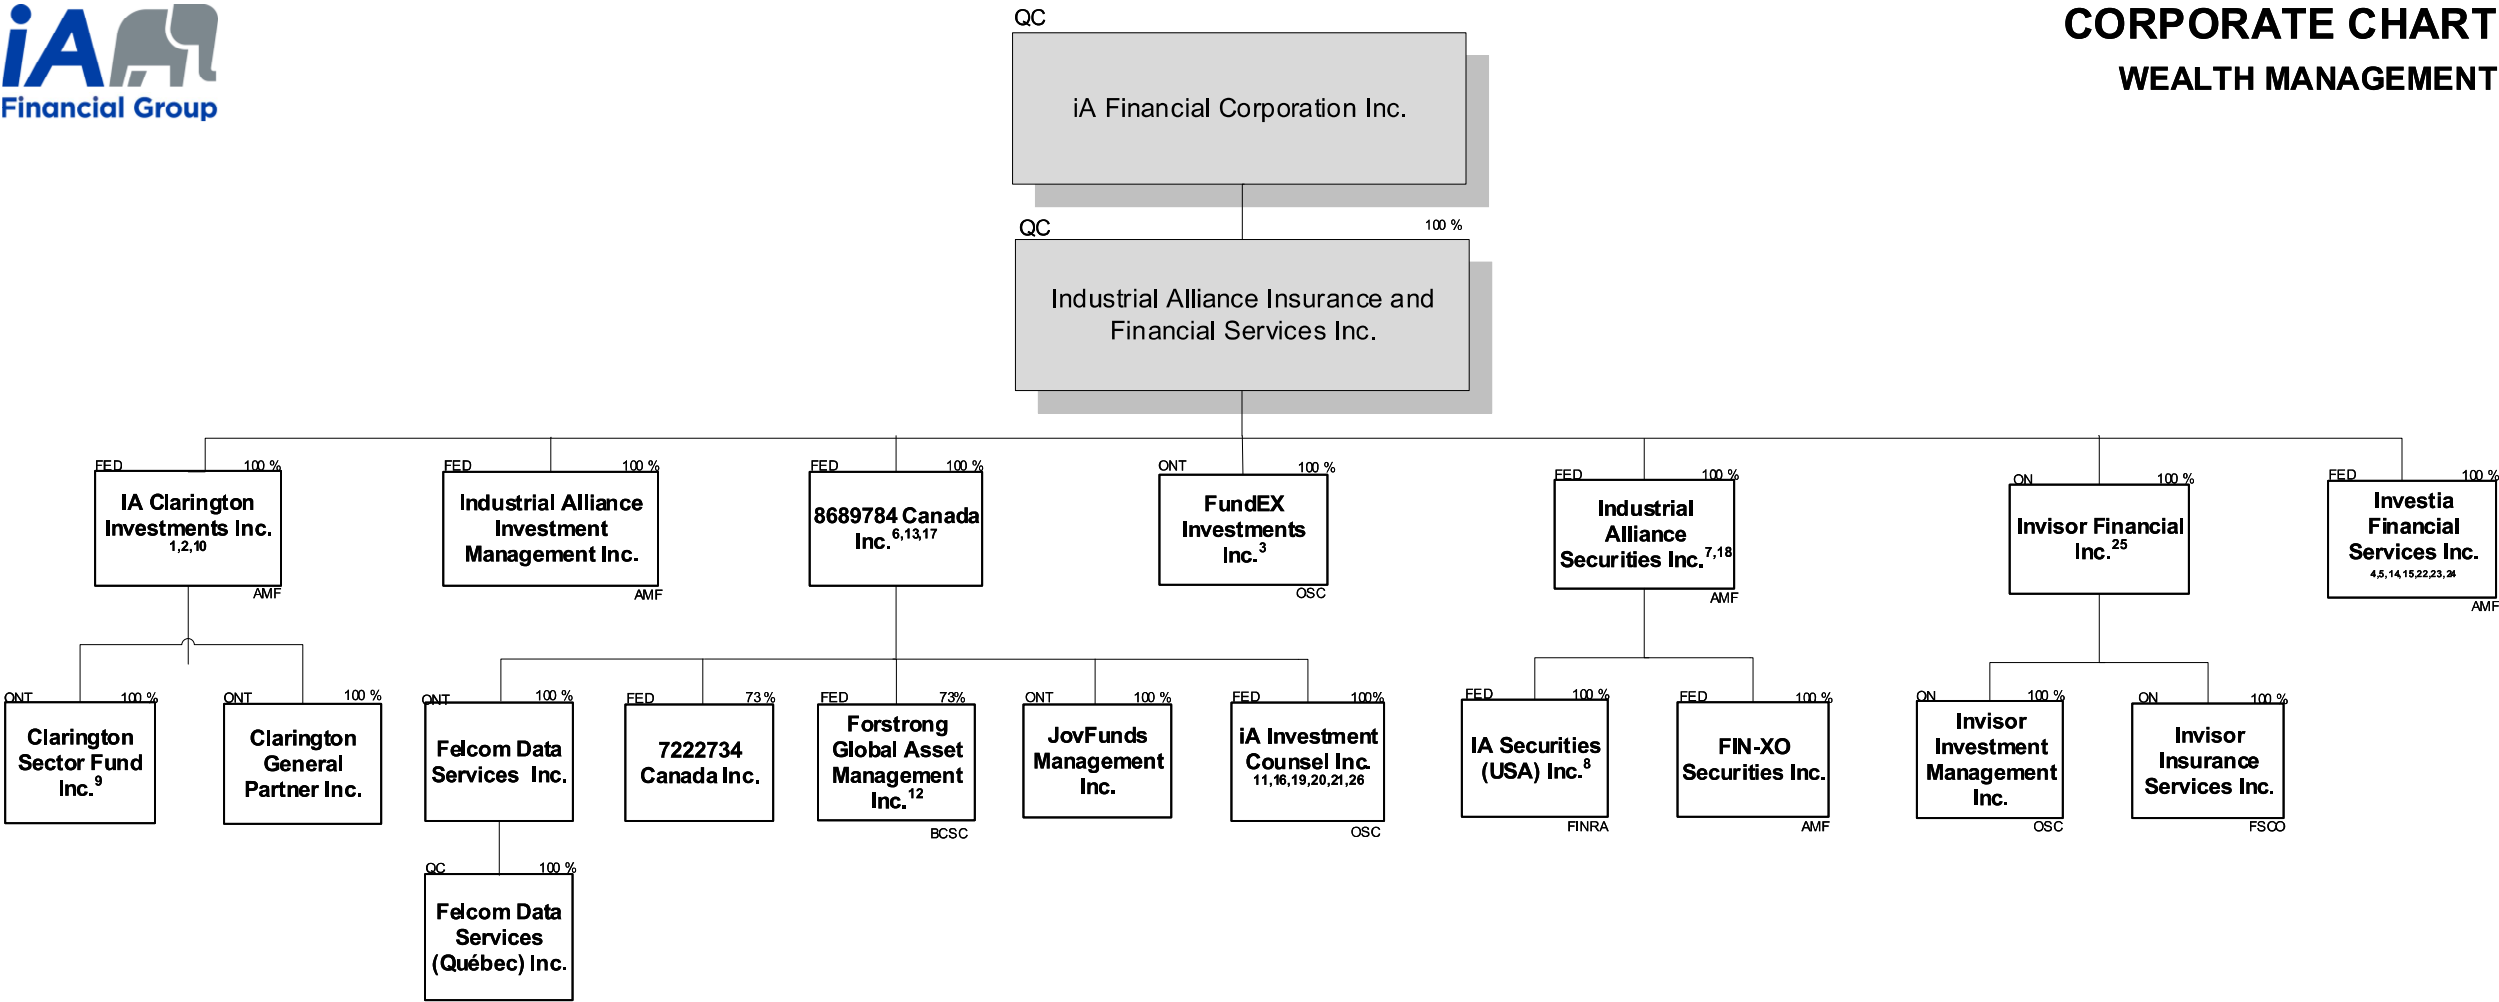 iA
Financial Group
CORPORATE CHART
WEALTH MANAGEMENT
QC
iA Financial Corporation Inc.
QC
100 %
Industrial Alliance Insurance and
Financial Services Inc.
FED
100 %
IA Clarington
Investments Inc.
1,2,10
AMF
FED
100 %
Industrial Alliance
Investment
Management Inc.
AMF
FED
100 %
8689784 Canada
Inc.6,13,17
ONT
100 %
FundEX
Investments
Inc.3
OSC
FED
100 %
Industrial
Alliance
Securities Inc.7,18
AMF
ON
100 %
Invisor Financial
Inc.25
FED
100 %
Investia
Financial
Services Inc.
4,5, 14, 15,22,23, 24
AMF
ONT
100 %
Clarington
Sector Fund
Inc.9
ONT
100 %
Clarington
General
Partner Inc.
ONT
100 %
Felcom Data
Services Inc.
FED
73 %
7222734
Canada Inc.
FED
73%
Forstrong
Global Asset
Management
Inc.12
BCSC
ONT
100 %
JovFunds
Management
Inc.
FED
100%
iA Investment
Counsel Inc.
11,16,19,20,21,26
OSC
FED
100 %
IA Securities
(USA) Inc.8
FINRA
FED
100 %
FIN-XO
Securities Inc.
AMF
ON
100 %
Invisor
Investment
Management
Inc.
OSC
ON
100 %
Invisor
Insurance
Services Inc.
FSCO
QC
100 %
Felcom Data
Services
(Québec) Inc.